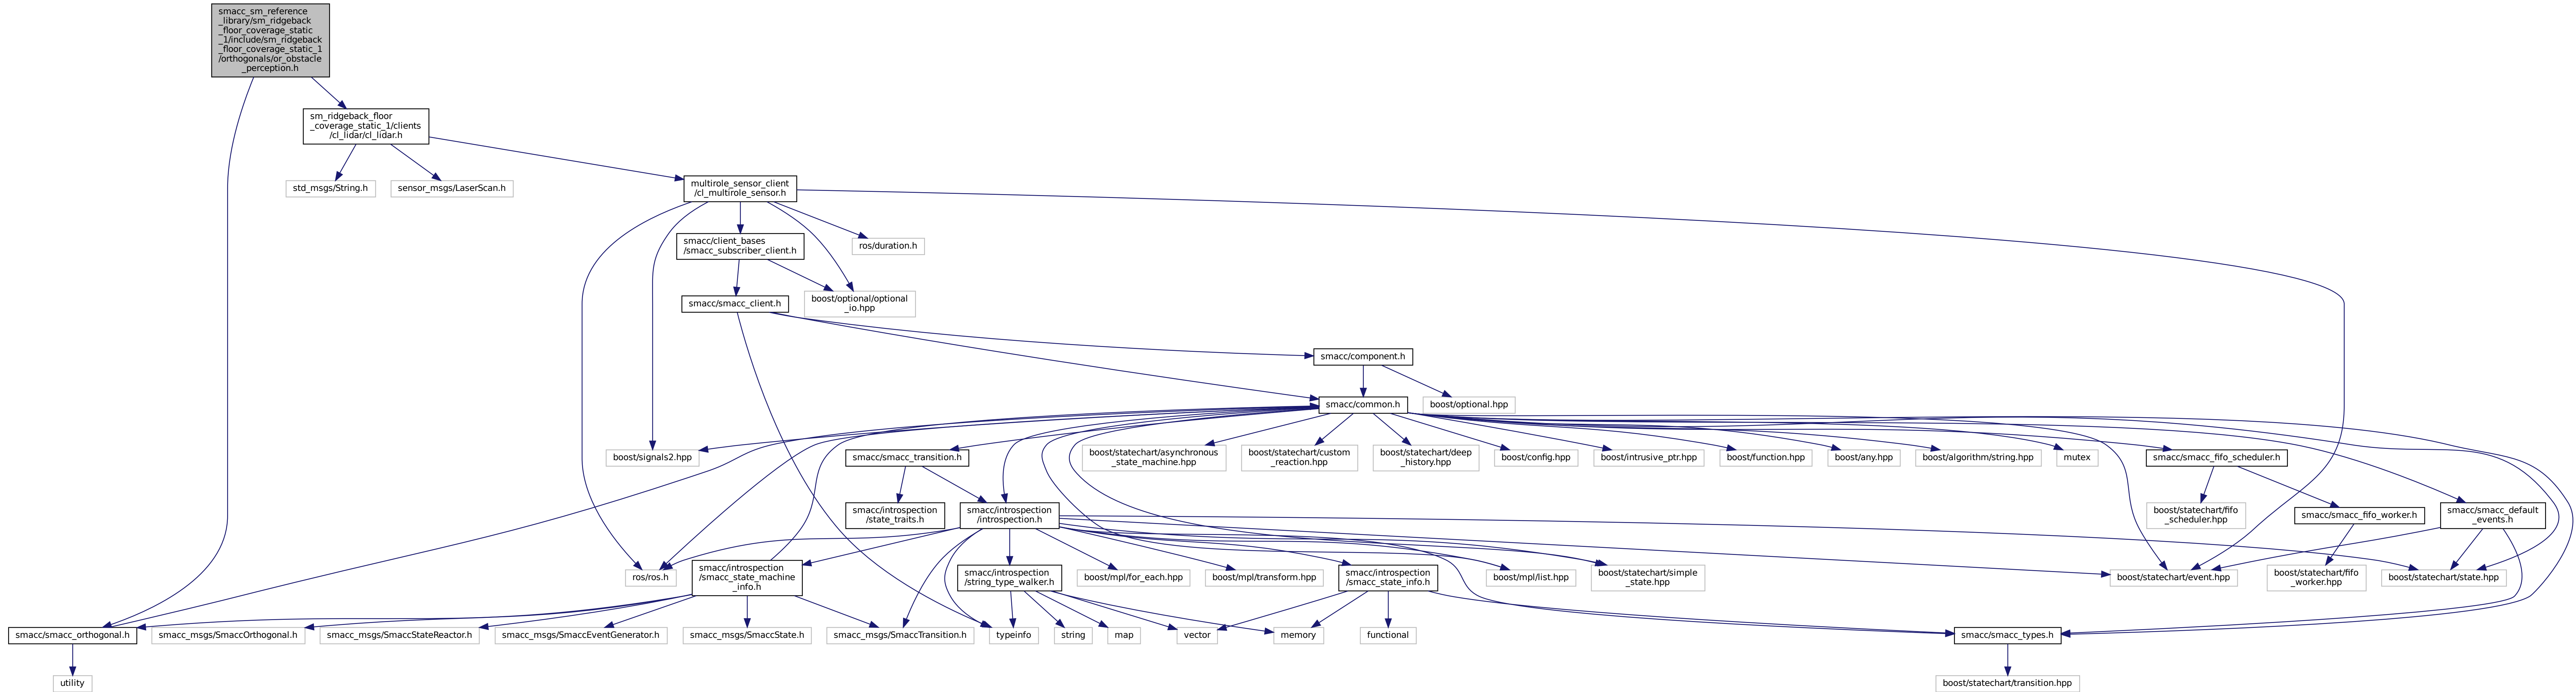 smacc_sm_reference
_library/sm_ridgeback
_floor_coverage_static
_1/include/sm_ridgeback
_floor_coverage_static_1
/orthogonals/or_obstacle
_perception.h
sm_ridgeback_floor
_coverage_static_1/clients
/cl_lidar/cl_lidar.h
std_msgs/String.h
sensor_msgs/LaserScan.h
multirole_sensor_client
/cl_multirole_sensor.h
smacc/client_bases
/smacc_subscriber_client.h
ros/duration.h
smacc/smacc_client.h
boost/optional/optional
_io.hpp
smacc/component.h
smacc/common.h
boost/optional.hpp
boost/signals2.hpp
smacc/smacc_transition.h
boost/statechart/asynchronous
_state_machine.hpp
boost/statechart/custom
_reaction.hpp
boost/statechart/deep
_history.hpp
boost/config.hpp
boost/intrusive_ptr.hpp
boost/function.hpp
boost/any.hpp
boost/algorithm/string.hpp
mutex
smacc/smacc_fifo_scheduler.h
smacc/introspection
/state_traits.h
smacc/introspection
/introspection.h
boost/statechart/fifo
_scheduler.hpp
smacc/smacc_fifo_worker.h
smacc/smacc_default
_events.h
ros/ros.h
smacc/introspection
/smacc_state_machine
_info.h
smacc/introspection
/string_type_walker.h
boost/mpl/for_each.hpp
boost/mpl/transform.hpp
smacc/introspection
/smacc_state_info.h
boost/mpl/list.hpp
boost/statechart/simple
_state.hpp
boost/statechart/event.hpp
boost/statechart/fifo
_worker.hpp
boost/statechart/state.hpp
smacc/smacc_orthogonal.h
smacc_msgs/SmaccOrthogonal.h
smacc_msgs/SmaccStateReactor.h
smacc_msgs/SmaccEventGenerator.h
smacc_msgs/SmaccState.h
smacc_msgs/SmaccTransition.h
typeinfo
string
map
vector
memory
functional
smacc/smacc_types.h
utility
boost/statechart/transition.hpp